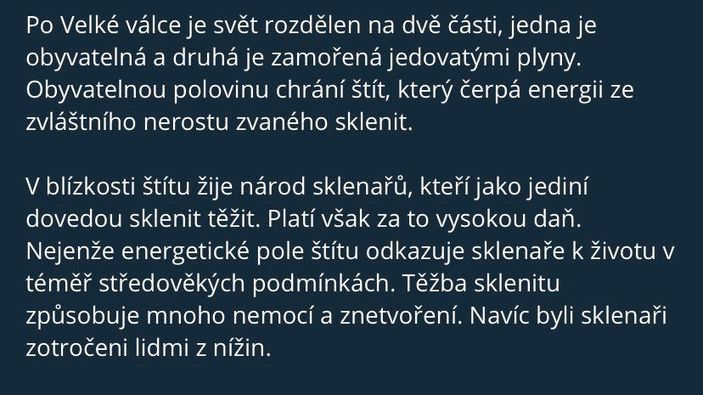 Po Velké válce je svět rozdělen na dvě části, jedna je
obyvatelná a druhá je zamořená jedovatými plyny.
Obyvatelnou polovinu chrání štít, který čerpá energii ze
zvláštního nerostu zvaného sklenit.
V blízkosti štítu žije národ sklenařů, kteří jako jediní
dovedou sklenit těžit. Platí však za to vysokou daň.
Nejenže energetické pole štítu odkazuje sklenaře k životu v
téměř středověkých podmínkách. Těžba sklenitu
způsobuje mnoho nemocí a znetvoření. Navíc byli sklenaři
zotročeni lidmi z nížin.